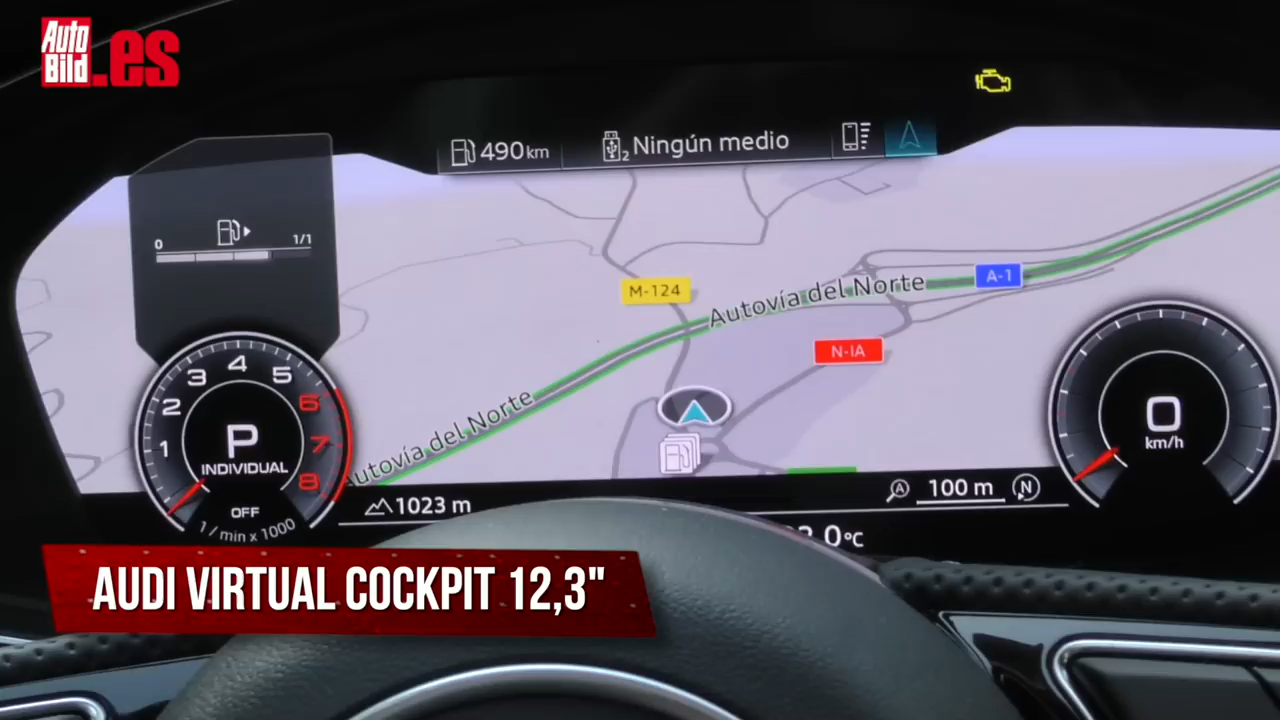 Auto
Bild.es
490 km
2 Ningún medio
0 1/1
M-124
Autovía del Norte
A-1
N-IA
Autovía del Norte
1 2 3 4 5 6 7 8
P
INDIVIDUAL
OFF
1 / min x 1000
0
km/h
1023 m
A 100 m N
.0°C
AUDI VIRTUAL COCKPIT 12,3"